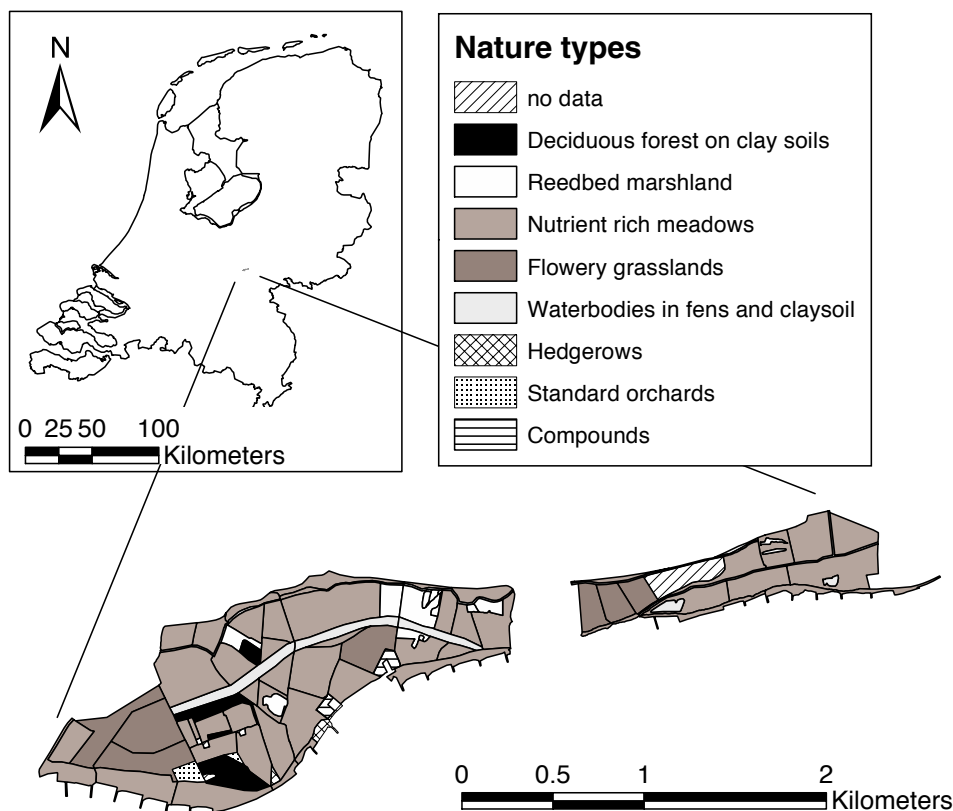 N
0 25 50 100
Kilometers
Nature types
no data
Deciduous forest on clay soils
Reedbed marshland
Nutrient rich meadows
Flowery grasslands
Waterbodies in fens and claysoil
Hedgerows
Standard orchards
Compounds
0 0.5 1 2
Kilometers